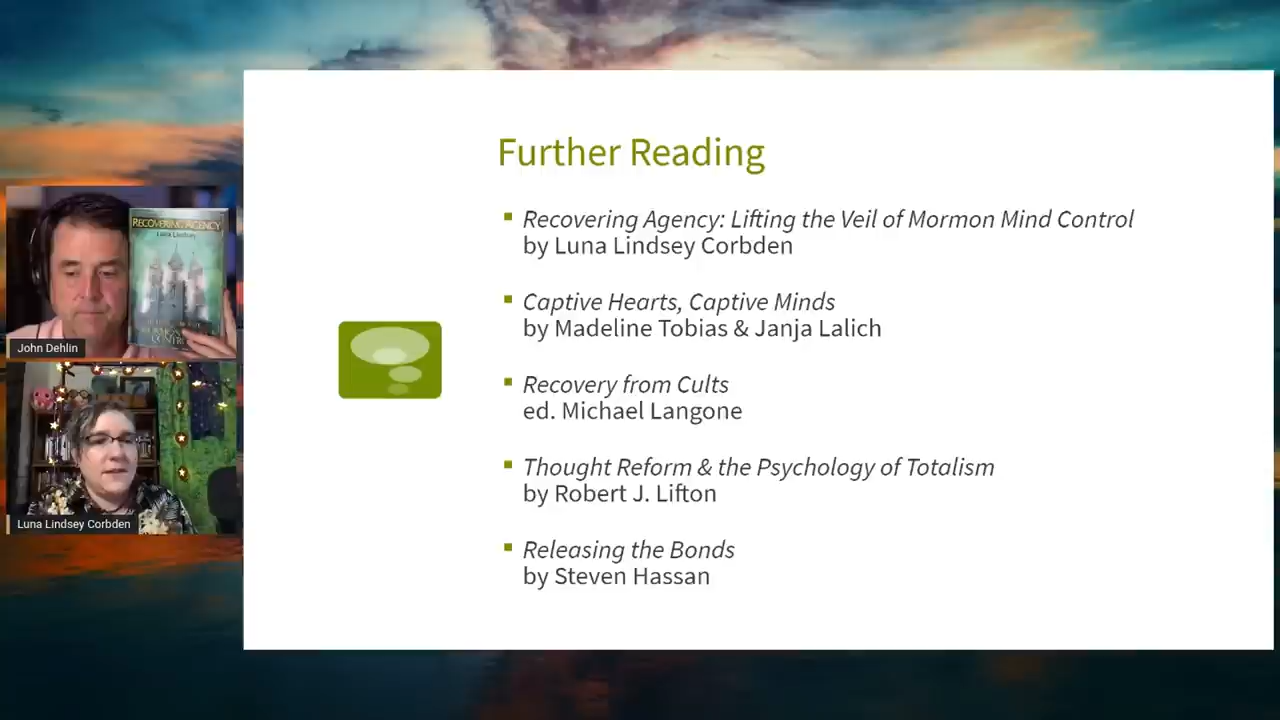 Further Reading
Recovering Agency: Lifting the Veil of Mormon Mind Control
by Luna Lindsey Corbden
Captive Hearts, Captive Minds
by Madeline Tobias & Janja Lalich
Recovery from Cults
ed. Michael Langone
Thought Reform & the Psychology of Totalism
by Robert J. Lifton
Releasing the Bonds
by Steven Hassan
RECOVERING AGENCY
Luna Lindsey
John Dehlin
Luna Lindsey Corbden